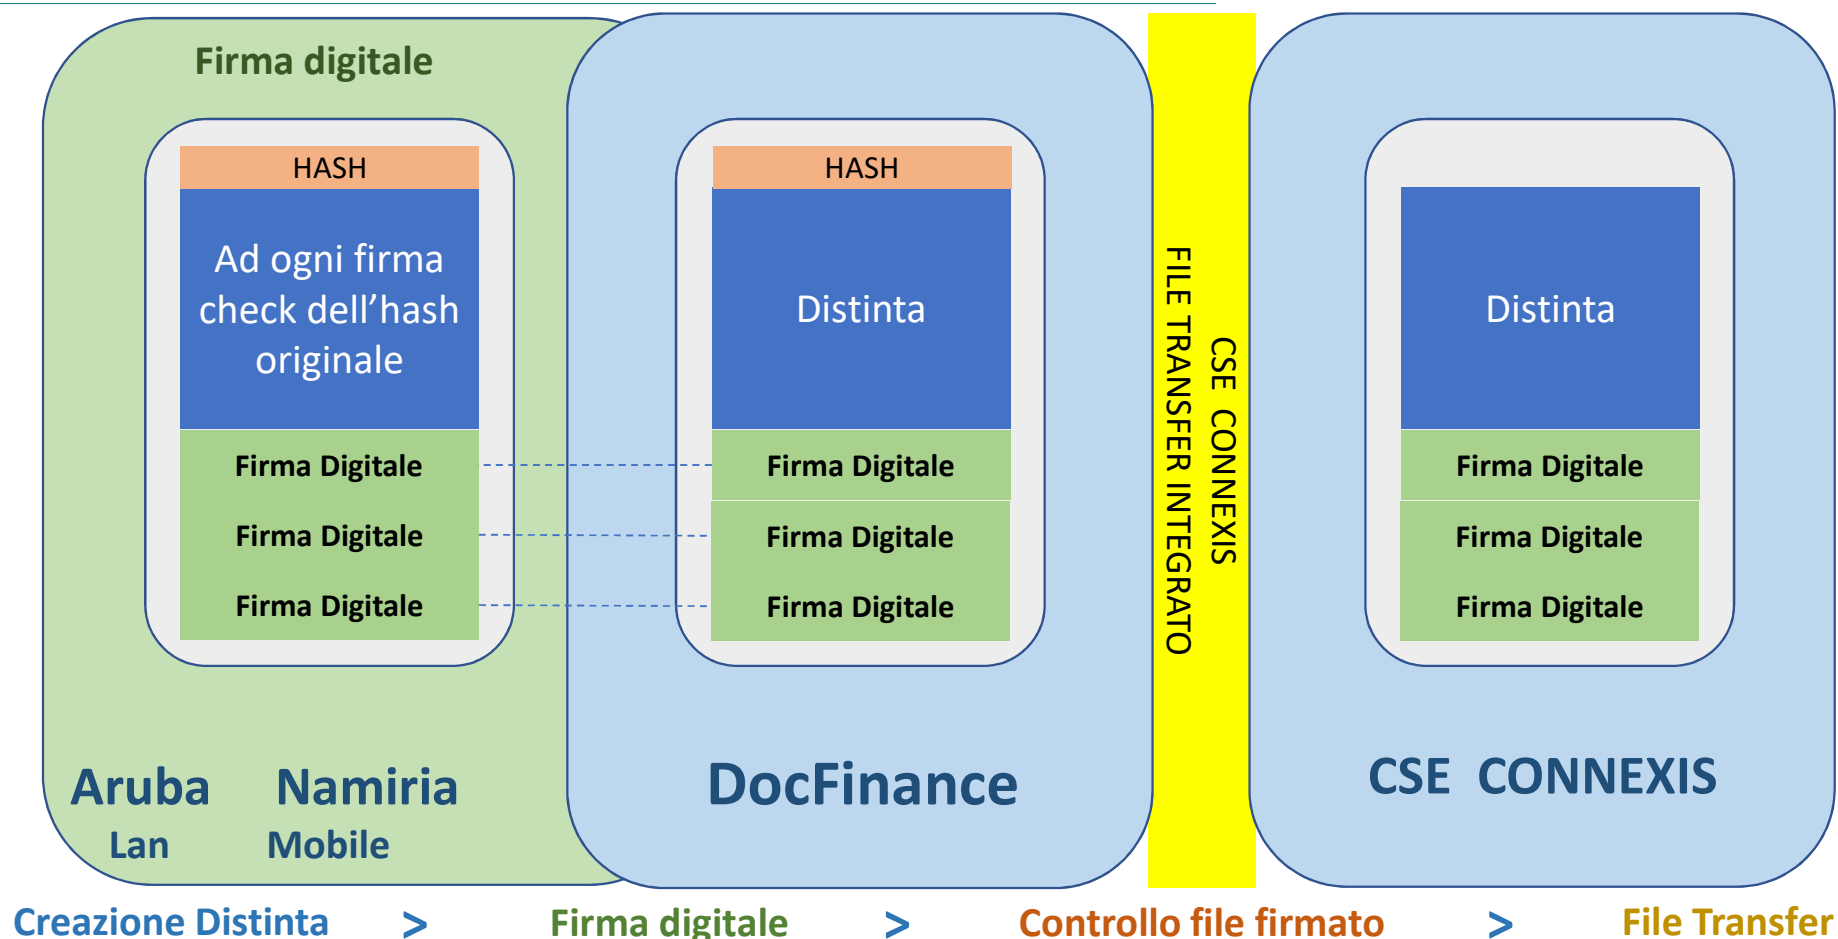 Firma digitale
HASH
Ad ogni firma
check dell’hash
originale
Firma Digitale
Firma Digitale
Firma Digitale
Aruba Namiria
Lan Mobile
HASH
Distinta
Firma Digitale
Firma Digitale
Firma Digitale
DocFinance
CSE CONNEXIS
FILE TRANSFER INTEGRATO
Distinta
Firma Digitale
Firma Digitale
Firma Digitale
CSE CONNEXIS
Creazione Distinta > Firma digitale > Controllo file firmato > File Transfer